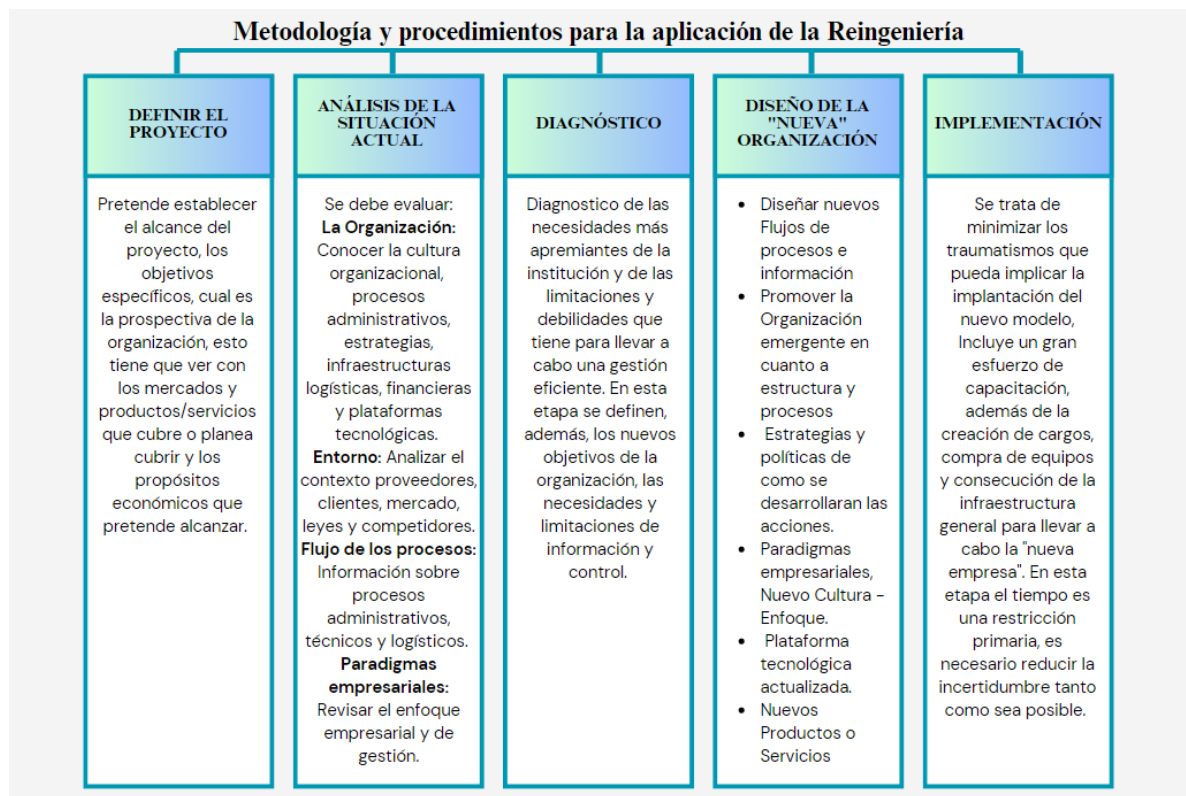 Metodología y procedimientos para la aplicación de la Reingeniería
DEFINIR EL
PROYECTO
Pretende establecer
el alcance del
proyecto, los
objetivos
específicos, cual es
la prospectiva de la
organización, esto
tiene que ver con
los mercados y
productos/servicios
que cubre o planea
cubrir y los
propósitos
económicos que
pretende alcanzar.
ANÁLISIS DE LA
SITUACIÓN
ACTUAL
Se debe evaluar:
La Organización:
Conocer la cultura
organizacional,
procesos
administrativos,
estrategias,
infraestructuras
logísticas, financieras
y plataformas
tecnológicas.
Entorno: Analizar el
contexto proveedores,
clientes, mercado,
leyes y competidores.
Flujo de los procesos:
Información sobre
procesos
administrativos,
técnicos y logísticos.
Paradigmas
empresariales:
Revisar el enfoque
empresarial y de
gestión.
DIAGNÓSTICO
Diagnostico de las
necesidades más
apremiantes de la
institución y de las
limitaciones y
debilidades que
tiene para llevar a
cabo una gestión
eficiente. En esta
etapa se definen,
además, los nuevos
objetivos de la
organización, las
necesidades y
limitaciones de
información y
control.
DISEÑO DE LA
"NUEVA"
ORGANIZACIÓN
• Diseñar nuevos
Flujos de
procesos e
información
• Promover la
Organización
emergente en
cuanto a
estructura y
procesos
• Estrategias y
políticas de
como se
desarrollaran las
acciones.
• Paradigmas
empresariales,
Nuevo Cultura -
Enfoque.
• Plataforma
tecnológica
actualizada.
• Nuevos
Productos o
Servicios
IMPLEMENTACIÓN
Se trata de
minimizar los
traumatismos que
pueda implicar la
implantación del
nuevo modelo,
Incluye un gran
esfuerzo de
capacitación,
además de la
creación de cargos,
compra de equipos
y consecución de la
infraestructura
general para llevar a
cabo la "nueva
empresa". En esta
etapa el tiempo es
una restricción
primaria, es
necesario reducir la
incertidumbre tanto
como sea posible.